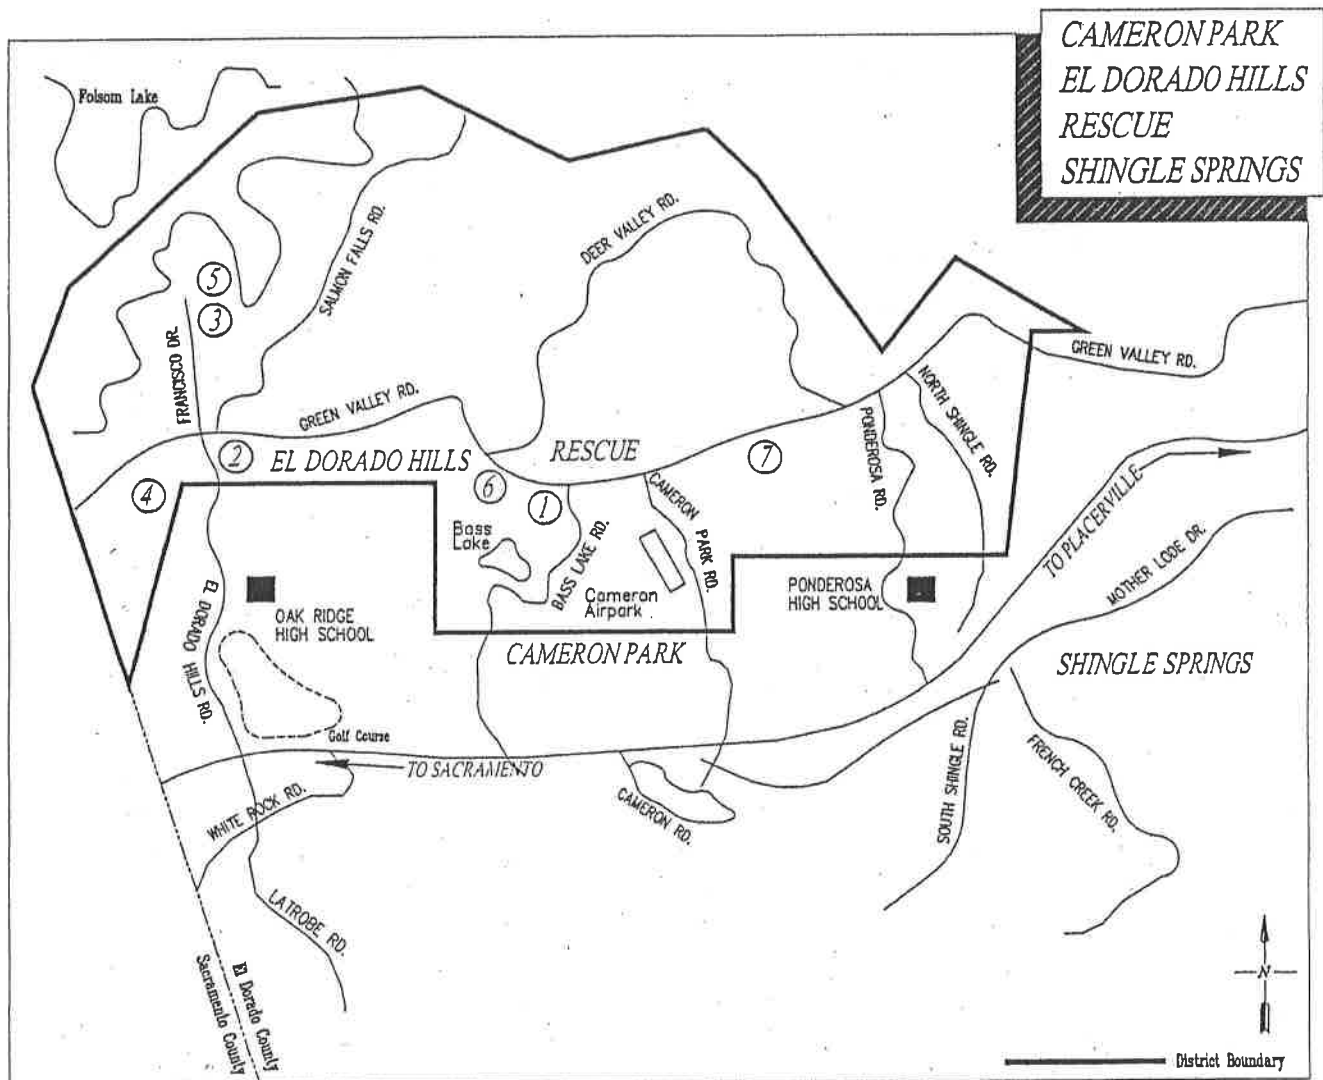 CAMERON PARK
EL DORADO HILLS
RESCUE
SHINGLE SPRINGS
Folsom Lake
DEER VALLEY RD.
SALMON FALLS RD.
5
3
FRANCISCO DR.
GREEN VALLEY RD.
GREEN VALLEY RD.
NORTH SHINGLE RD.
PONDEROSA RD.
2
EL DORADO HILLS
RESCUE
7
4
6
1
CAMERON PARK RD.
TO PLACERVILLE
Bass
Lake
BASS LAKE RD.
MOTHER LODE DR.
EL DORADO HILLS RD.
OAK RIDGE
HIGH SCHOOL
Cameron
Airpark
PONDEROSA
HIGH SCHOOL
CAMERON PARK
SHINGLE SPRINGS
Golf Course
TO SACRAMENTO
WHITE ROCK RD.
CAMERON RD.
SOUTH SHINGLE RD.
FRENCH CREEK RD.
LATROBE RD.
El Dorado County
Sacramento County
N
District Boundary